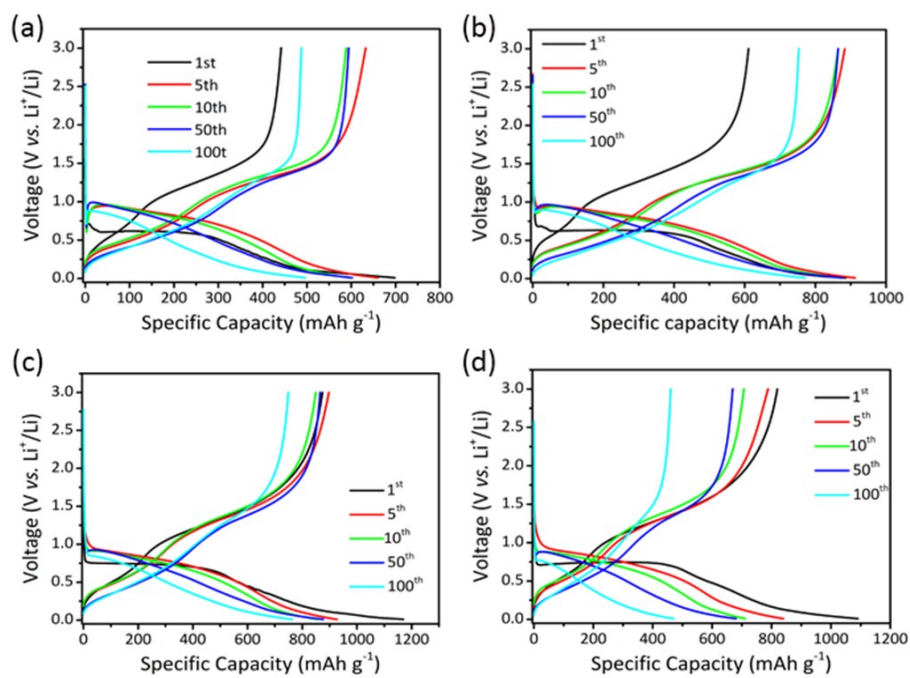 (a)
3.0
2.5
2.0
1.5
1.0
0.5
0.0
Voltage (V vs. Li⁺/Li)
1st
5th
10th
50th
100t
0 100 200 300 400 500 600 700 800
Specific Capacity (mAh g⁻¹)
(b)
3.0
2.5
2.0
1.5
1.0
0.5
0.0
Voltage (V vs. Li⁺/Li)
1ˢᵗ
5ᵗʰ
10ᵗʰ
50ᵗʰ
100ᵗʰ
0 200 400 600 800 1000
Specific capacity (mAh g⁻¹)
(c)
3.0
2.5
2.0
1.5
1.0
0.5
0.0
Voltage (V vs. Li⁺/Li)
1ˢᵗ
5ᵗʰ
10ᵗʰ
50ᵗʰ
100ᵗʰ
0 200 400 600 800 1000 1200
Specific Capacity (mAh g⁻¹)
(d)
3.0
2.5
2.0
1.5
1.0
0.5
0.0
Voltage (V vs. Li⁺/Li)
1ˢᵗ
5ᵗʰ
10ᵗʰ
50ᵗʰ
100ᵗʰ
0 200 400 600 800 1000 1200
Specific Capacity (mAh g⁻¹)